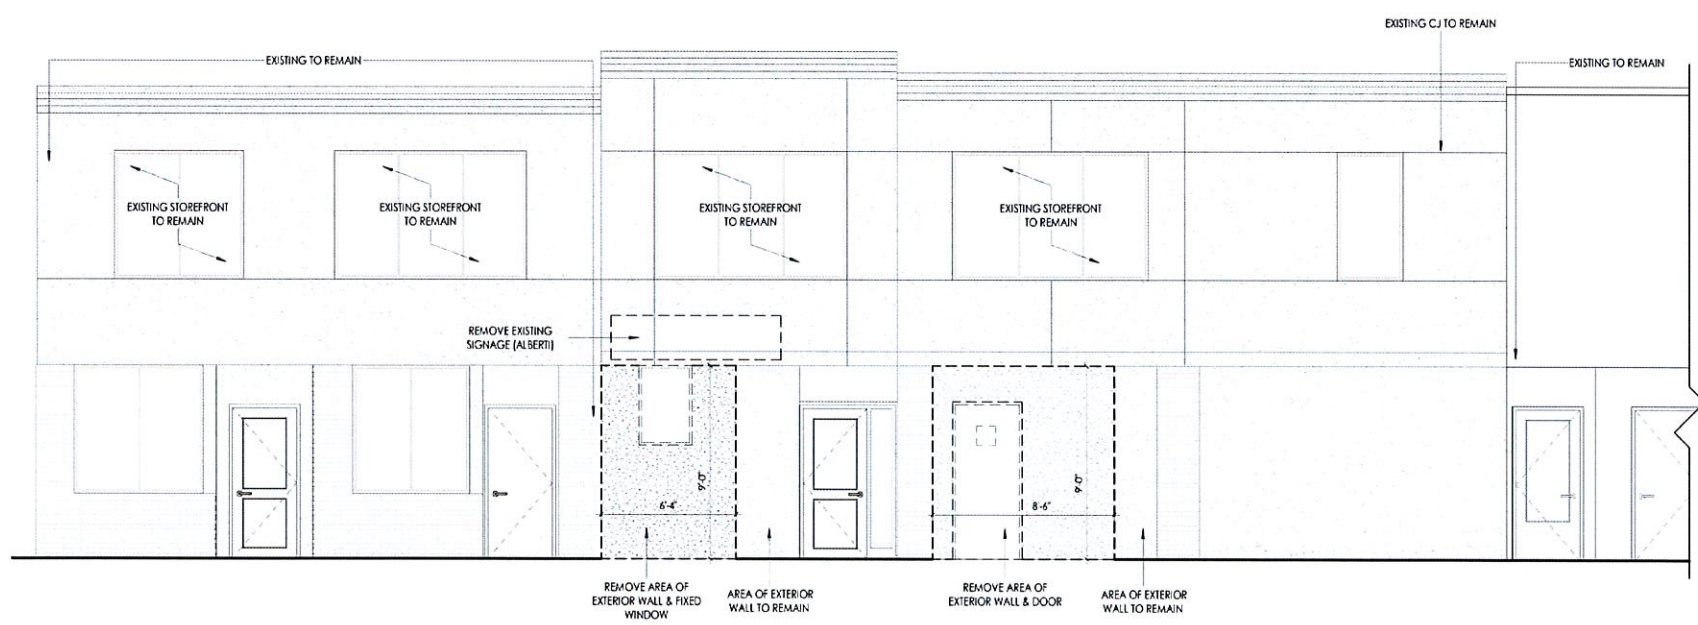 EXISTING CJ TO REMAIN
EXISTING TO REMAIN
EXISTING TO REMAIN
EXISTING STOREFRONT
TO REMAIN
EXISTING STOREFRONT
TO REMAIN
EXISTING STOREFRONT
TO REMAIN
EXISTING STOREFRONT
TO REMAIN
REMOVE EXISTING
SIGNAGE (ALBERTI)
9'-0"
6'-4"
9'-0"
8'-6"
REMOVE AREA OF
EXTERIOR WALL & FIXED
WINDOW
AREA OF EXTERIOR
WALL TO REMAIN
REMOVE AREA OF
EXTERIOR WALL & DOOR
AREA OF EXTERIOR
WALL TO REMAIN